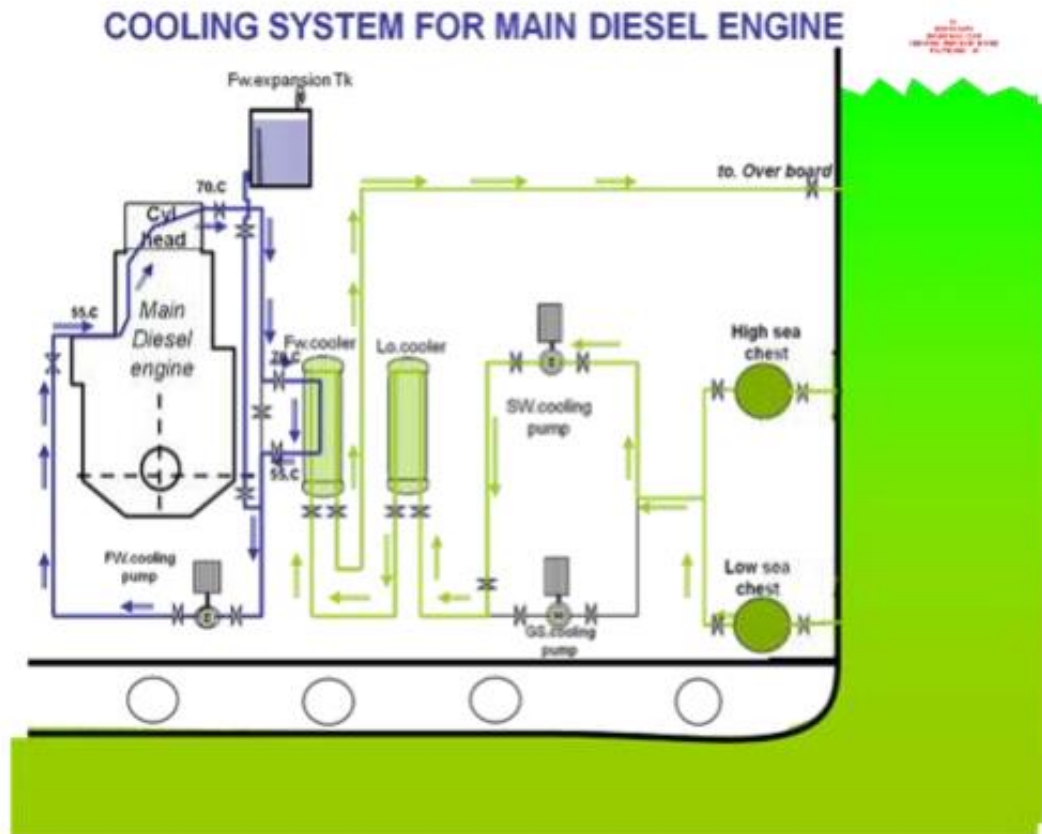 COOLING SYSTEM FOR MAIN DIESEL ENGINE
Fw.expansion Tk
to. Over board
70.C
Cyl
head
55.C
Main
Diesel
engine
Fw.cooler
Lo.cooler
High sea
chest
SW.cooling
pump
55.C
FW.cooling
pump
Low sea
chest
GS.cooling
pump